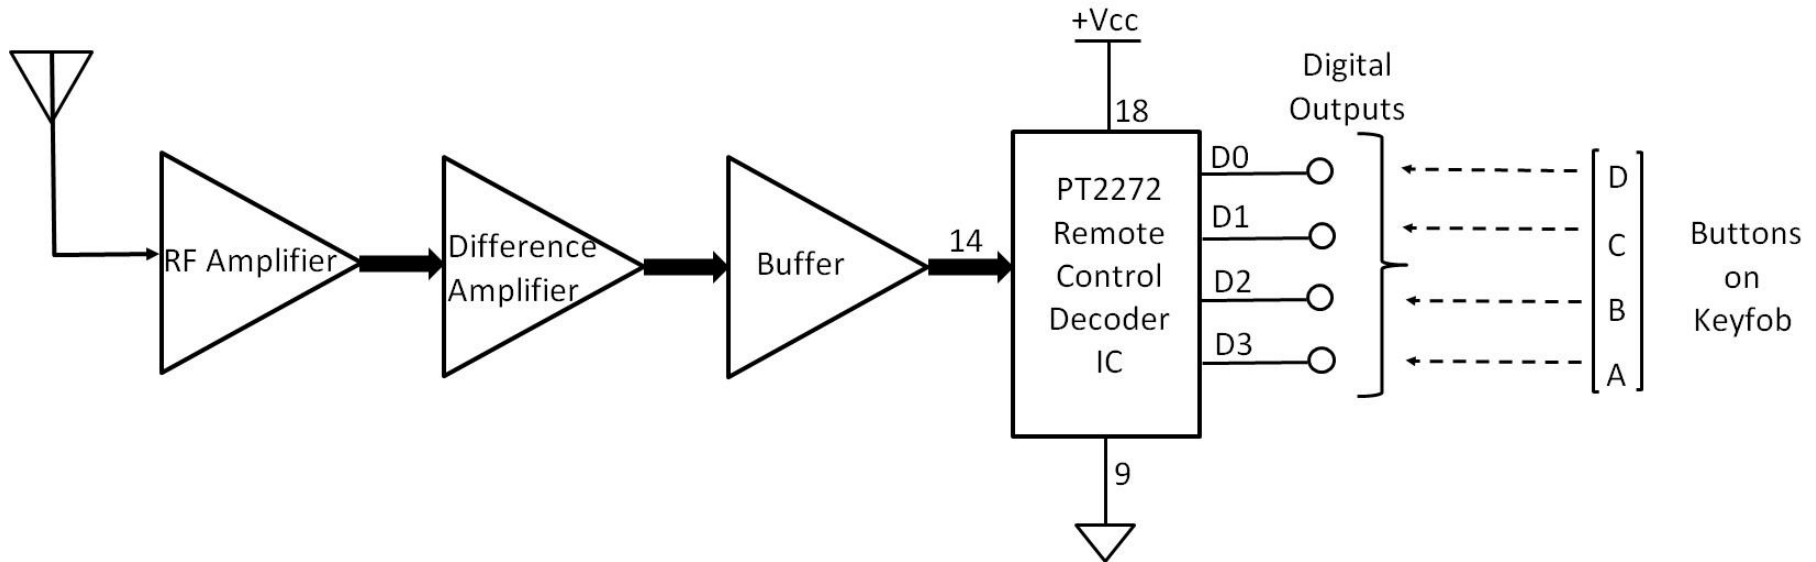 +Vcc
18
Digital
Outputs
RF Amplifier
Difference
Amplifier
Buffer
14
PT2272
Remote
Control
Decoder
IC
D0
D1
D2
D3
D
C
B
A
Buttons
on
Keyfob
9